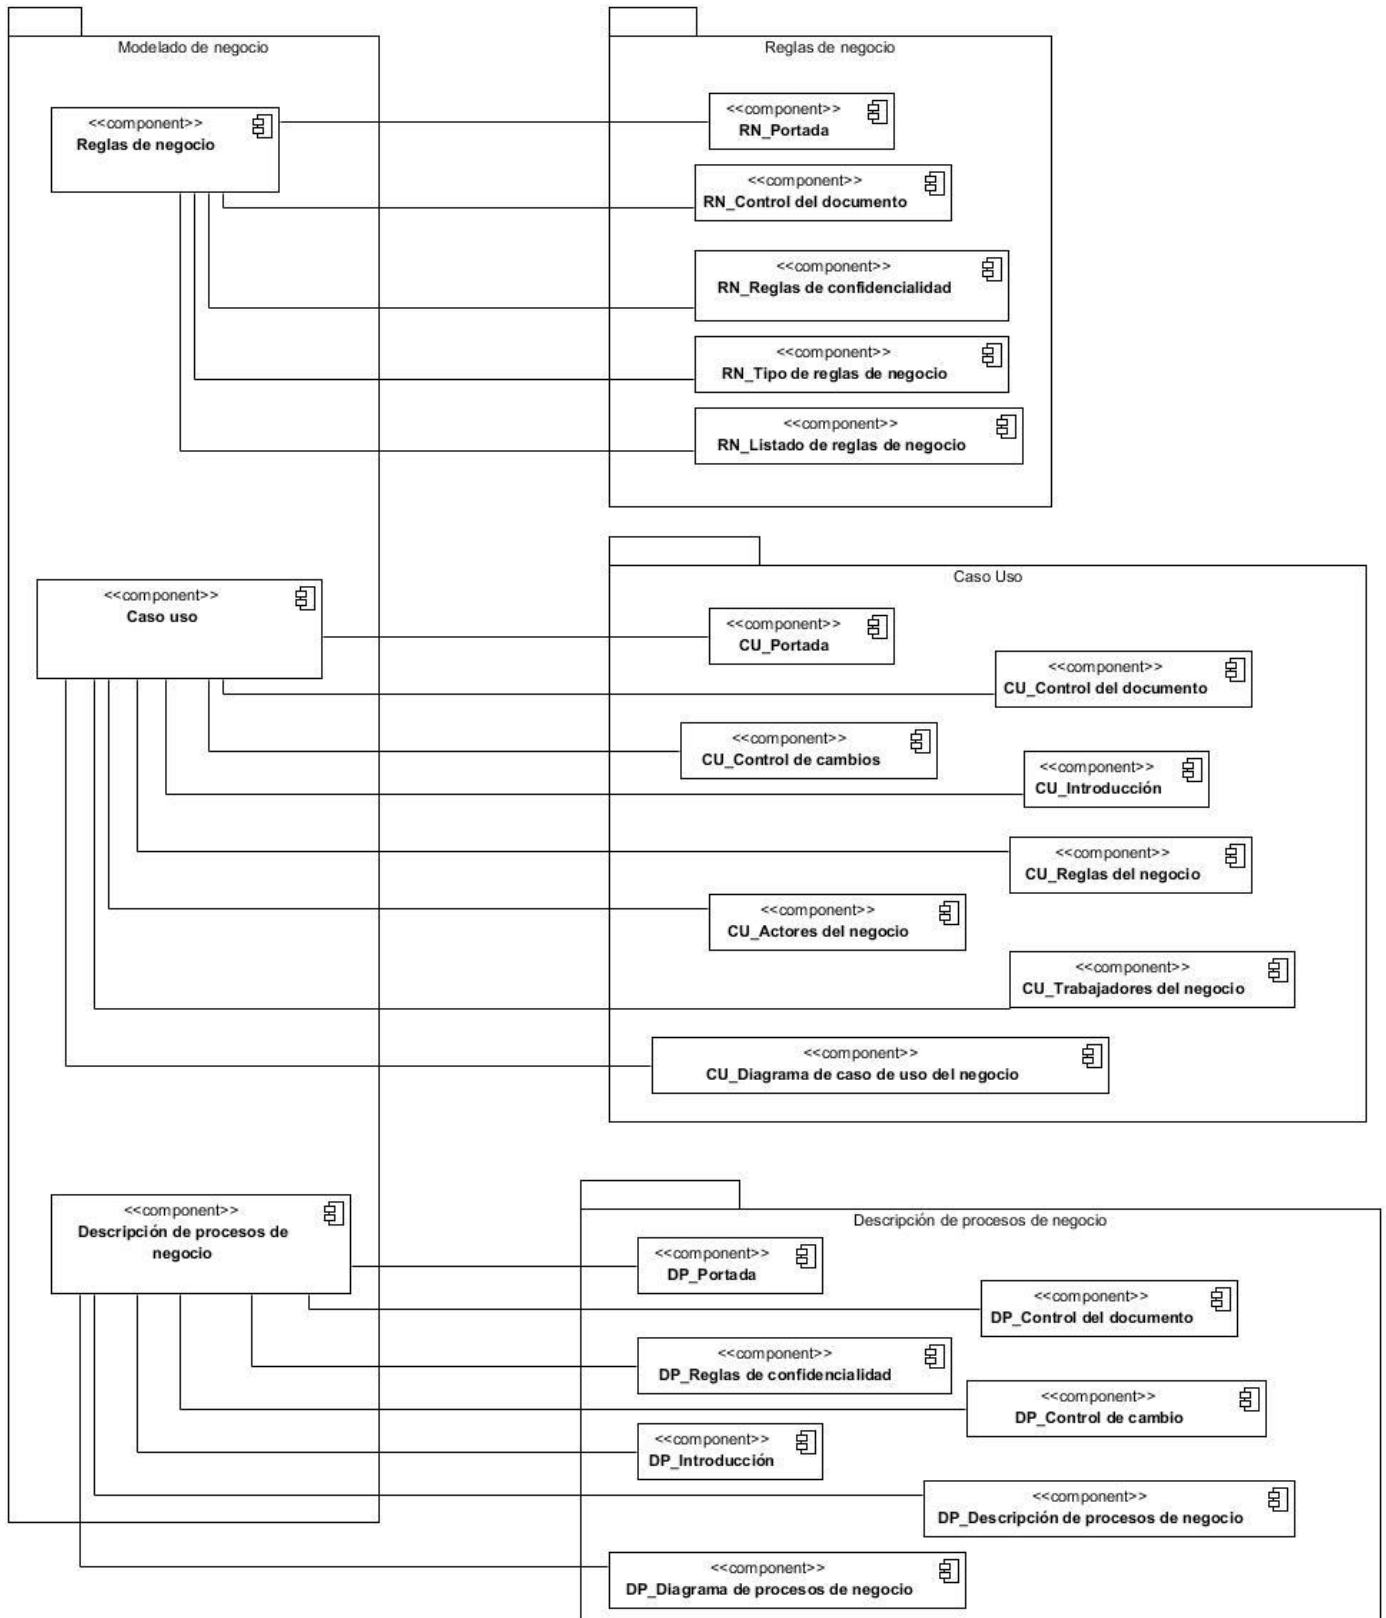 Modelado de negocio
<<component>>
Reglas de negocio
Reglas de negocio
<<component>>
RN_Portada
<<component>>
RN_Control del documento
<<component>>
RN_Reglas de confidencialidad
<<component>>
RN_Tipo de reglas de negocio
<<component>>
RN_Listado de reglas de negocio
<<component>>
Caso uso
Caso Uso
<<component>>
CU_Portada
<<component>>
CU_Control del documento
<<component>>
CU_Control de cambios
<<component>>
CU_Introducción
<<component>>
CU_Reglas del negocio
<<component>>
CU_Actores del negocio
<<component>>
CU_Trabajadores del negocio
<<component>>
CU_Diagrama de caso de uso del negocio
<<component>>
Descripción de procesos de
negocio
Descripción de procesos de negocio
<<component>>
DP_Portada
<<component>>
DP_Control del documento
<<component>>
DP_Reglas de confidencialidad
<<component>>
DP_Control de cambio
<<component>>
DP_Introducción
<<component>>
DP_Descripción de procesos de negocio
<<component>>
DP_Diagrama de procesos de negocio